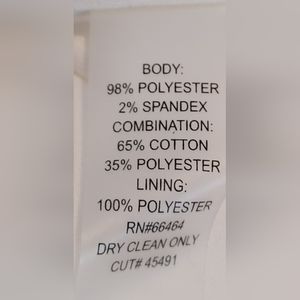 BODY:
98% POLYESTER
2% SPANDEX
COMBINATION:
65% COTTON
35% POLYESTER
LINING:
100% POLYESTER
RN#66464
DRY CLEAN ONLY
CUT# 45491